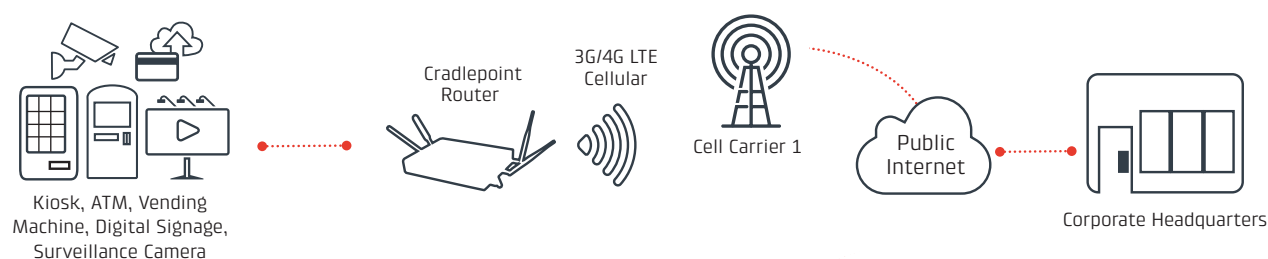 Kiosk, ATM, Vending
Machine, Digital Signage,
Surveillance Camera
Cradlepoint
Router
3G/4G LTE
Cellular
Cell Carrier 1
Public
Internet
Corporate Headquarters